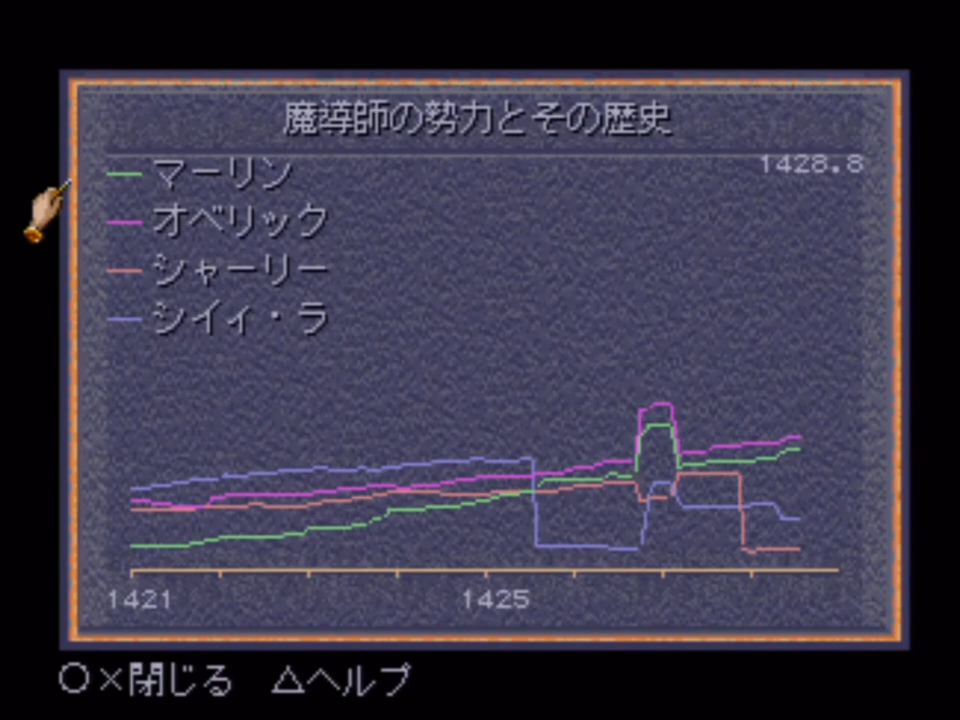 魔導師の勢力とその歴史
1428.8
マーリン
オベリック
シャーリー
シイィ・ラ
1421 1425
○×閉じる △ヘルプ